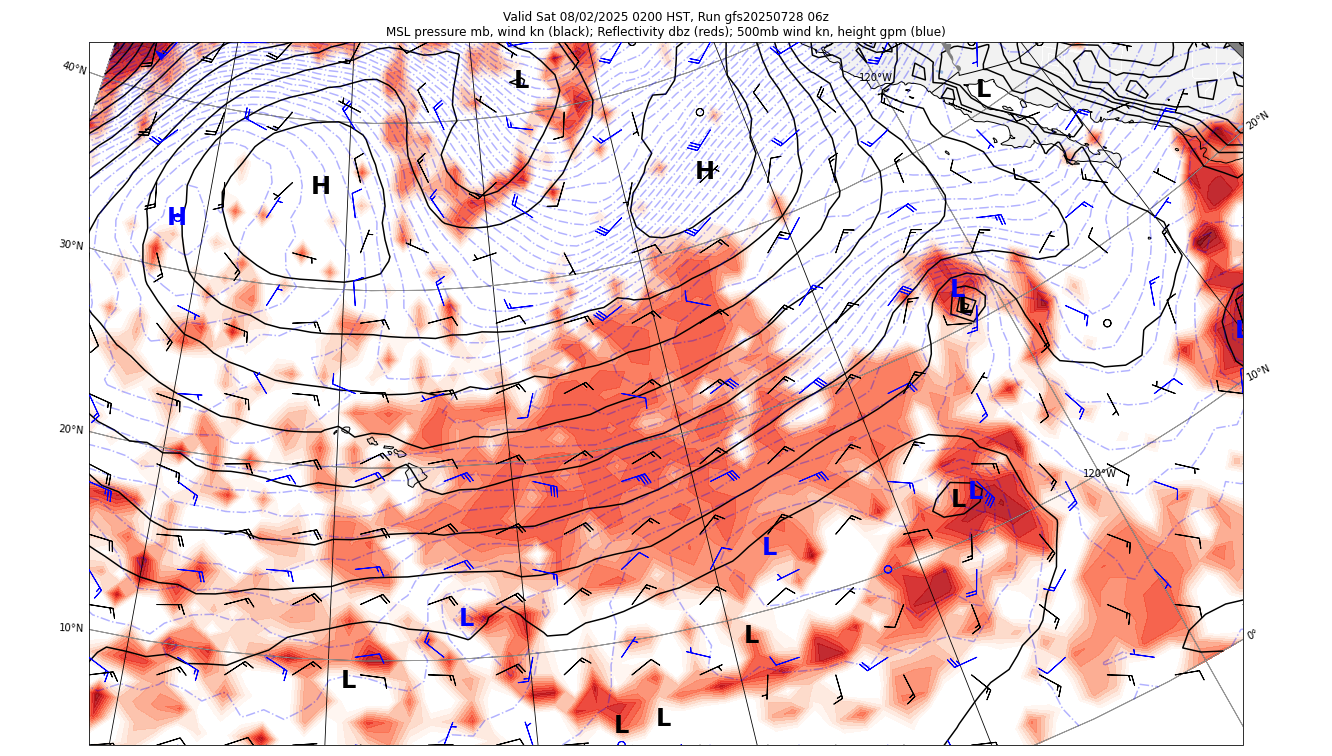 Valid Sat 08/02/2025 0200 HST, Run gfs20250728 06z
MSL pressure mb, wind kn (black); Reflectivity dbz (reds); 500mb wind kn, height gpm (blue)
40°N
L
120°W
L
20°N
H
H
H
30°N
L
L
L
10°N
20°N
120°W
L
L
L
10°N
L
L
0°
L
L
L